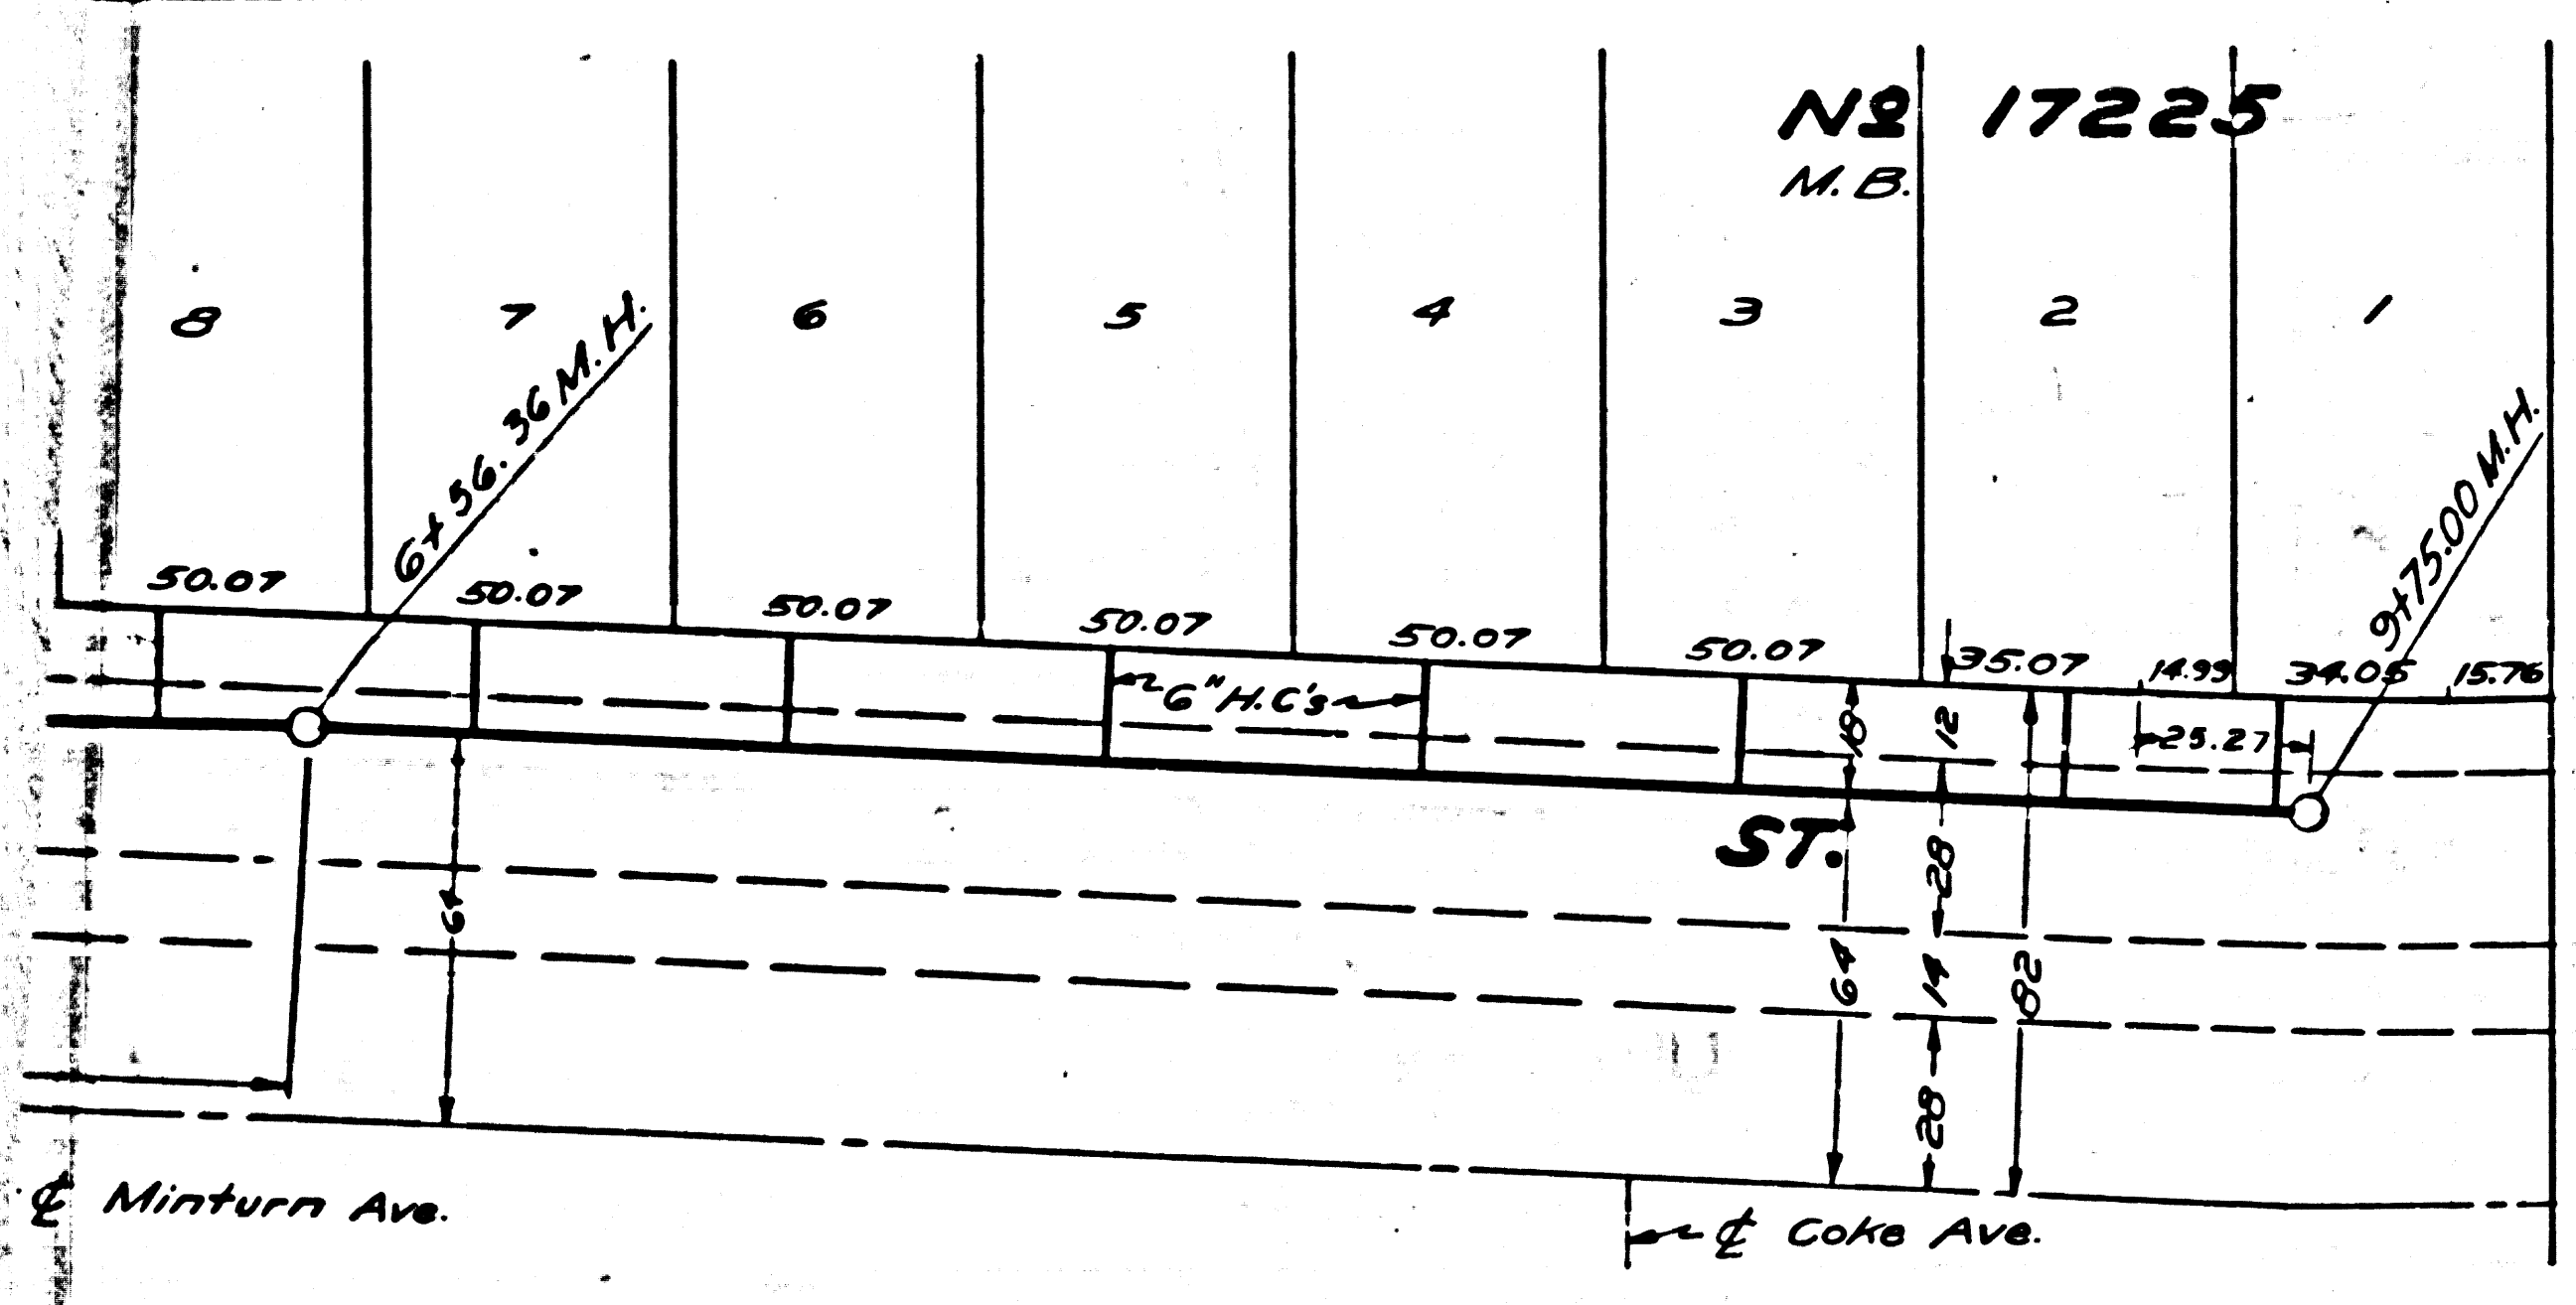 Nº 17225
M. B.
8 7 6 5 4 3 2 1
6+56.36 M.H.
9+75.00 M.H.
50.07 50.07 50.07 50.07 50.07 50.07 35.07 14.99 34.05 15.76
6" H.C's
18 12 25.27
ST.
28
64 64 14 82
28
℄ Minturn Ave.
℄ Coke Ave.